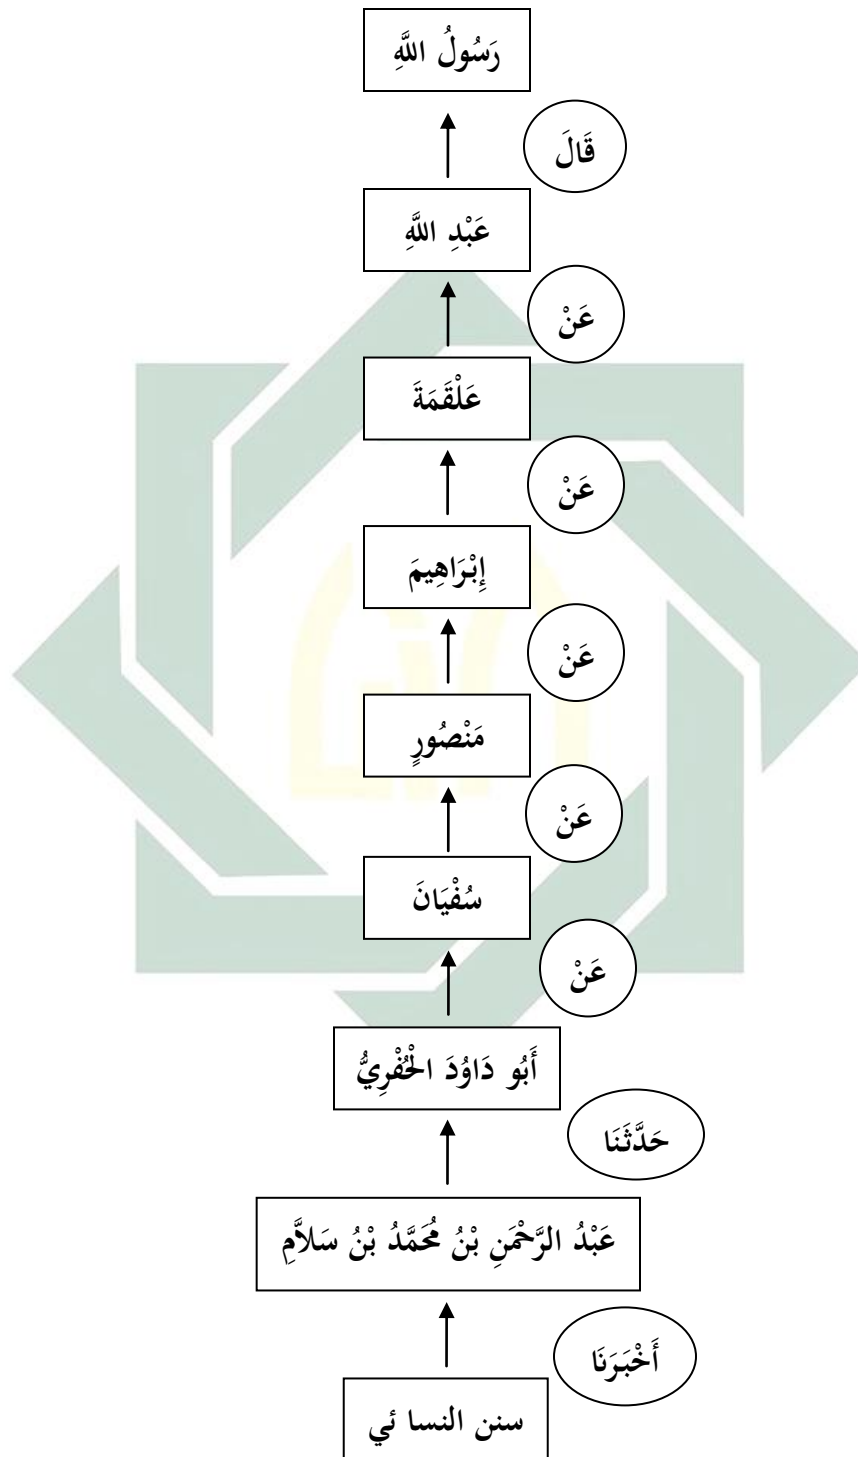 رَسُولُ اللَّهِ
قَالَ
عَبْدِ اللَّهِ
عَنْ
عَلْقَمَةَ
عَنْ
إِبْرَاهِيمَ
عَنْ
مَنْصُورٍ
عَنْ
سُفْيَانَ
عَنْ
أَبُو دَاوُدَ الْحُفْرِيُّ
حَدَّثَنَا
عَبْدُ الرَّحْمَنِ بْنُ مُحَمَّدُ بْنُ سَلاَّمِ
أَخْبَرَنَا
سنن النسا ئي